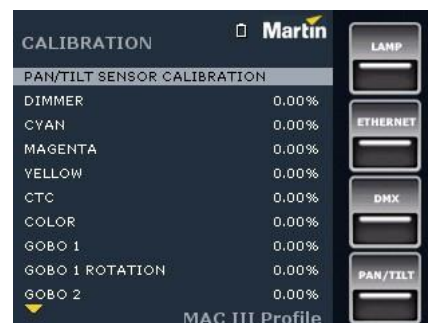 CALIBRATION
Martin
PAN/TILT SENSOR CALIBRATION
DIMMER 0.00%
CYAN 0.00%
MAGENTA 0.00%
YELLOW 0.00%
CTC 0.00%
COLOR 0.00%
GOBO 1 0.00%
GOBO 1 ROTATION 0.00%
GOBO 2 0.00%
MAC III Profile
LAMP
ETHERNET
DMX
PAN/TILT